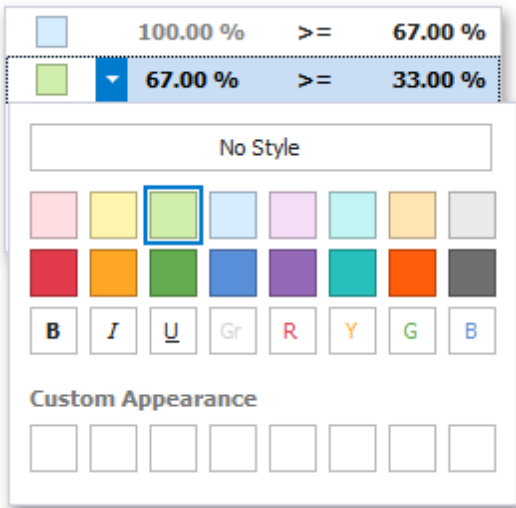 100.00 % >= 67.00 %
67.00 % >= 33.00 %
No Style
B I U Gr R Y G B
Custom Appearance